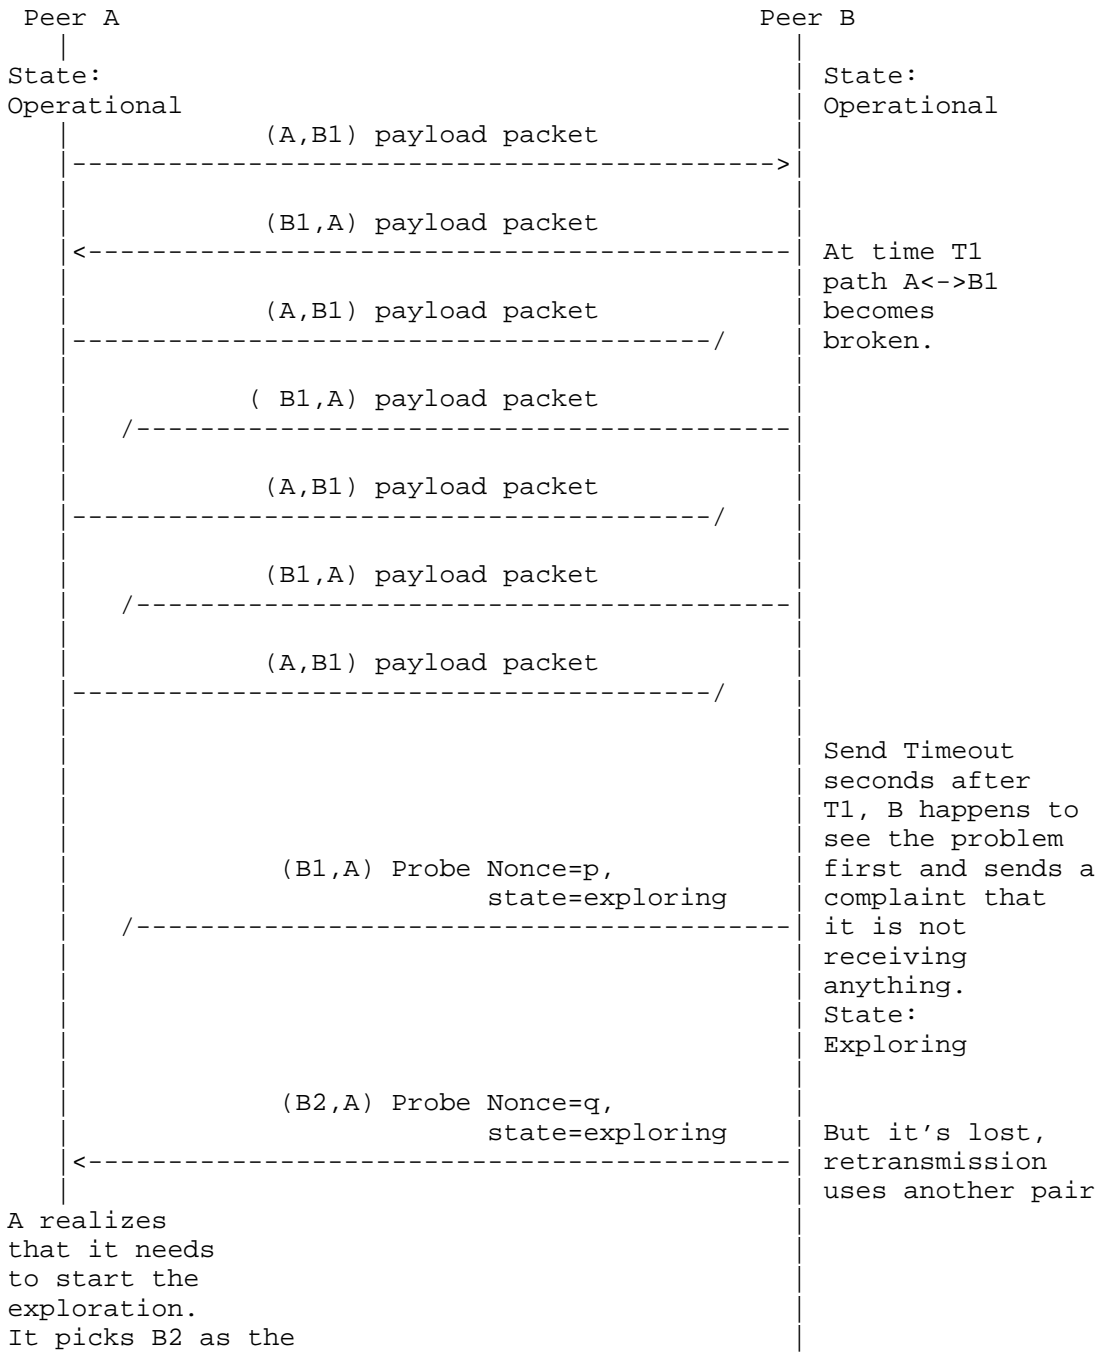 Peer A                                        Peer B
State:                                          State:
Operational                                     Operational
(A,B1) payload packet
(B1,A) payload packet
At time T1
path A<->B1
(A,B1) payload packet                           becomes
broken.
( B1,A) payload packet
(A,B1) payload packet
(B1,A) payload packet
(A,B1) payload packet
Send Timeout
seconds after
T1, B happens to
see the problem
(B1,A) Probe Nonce=p,                           first and sends a
state=exploring                                 complaint that
it is not
receiving
anything.
State:
Exploring
(B2,A) Probe Nonce=q,
state=exploring                                 But it's lost,
retransmission
uses another pair
A realizes
that it needs
to start the
exploration.
It picks B2 as the